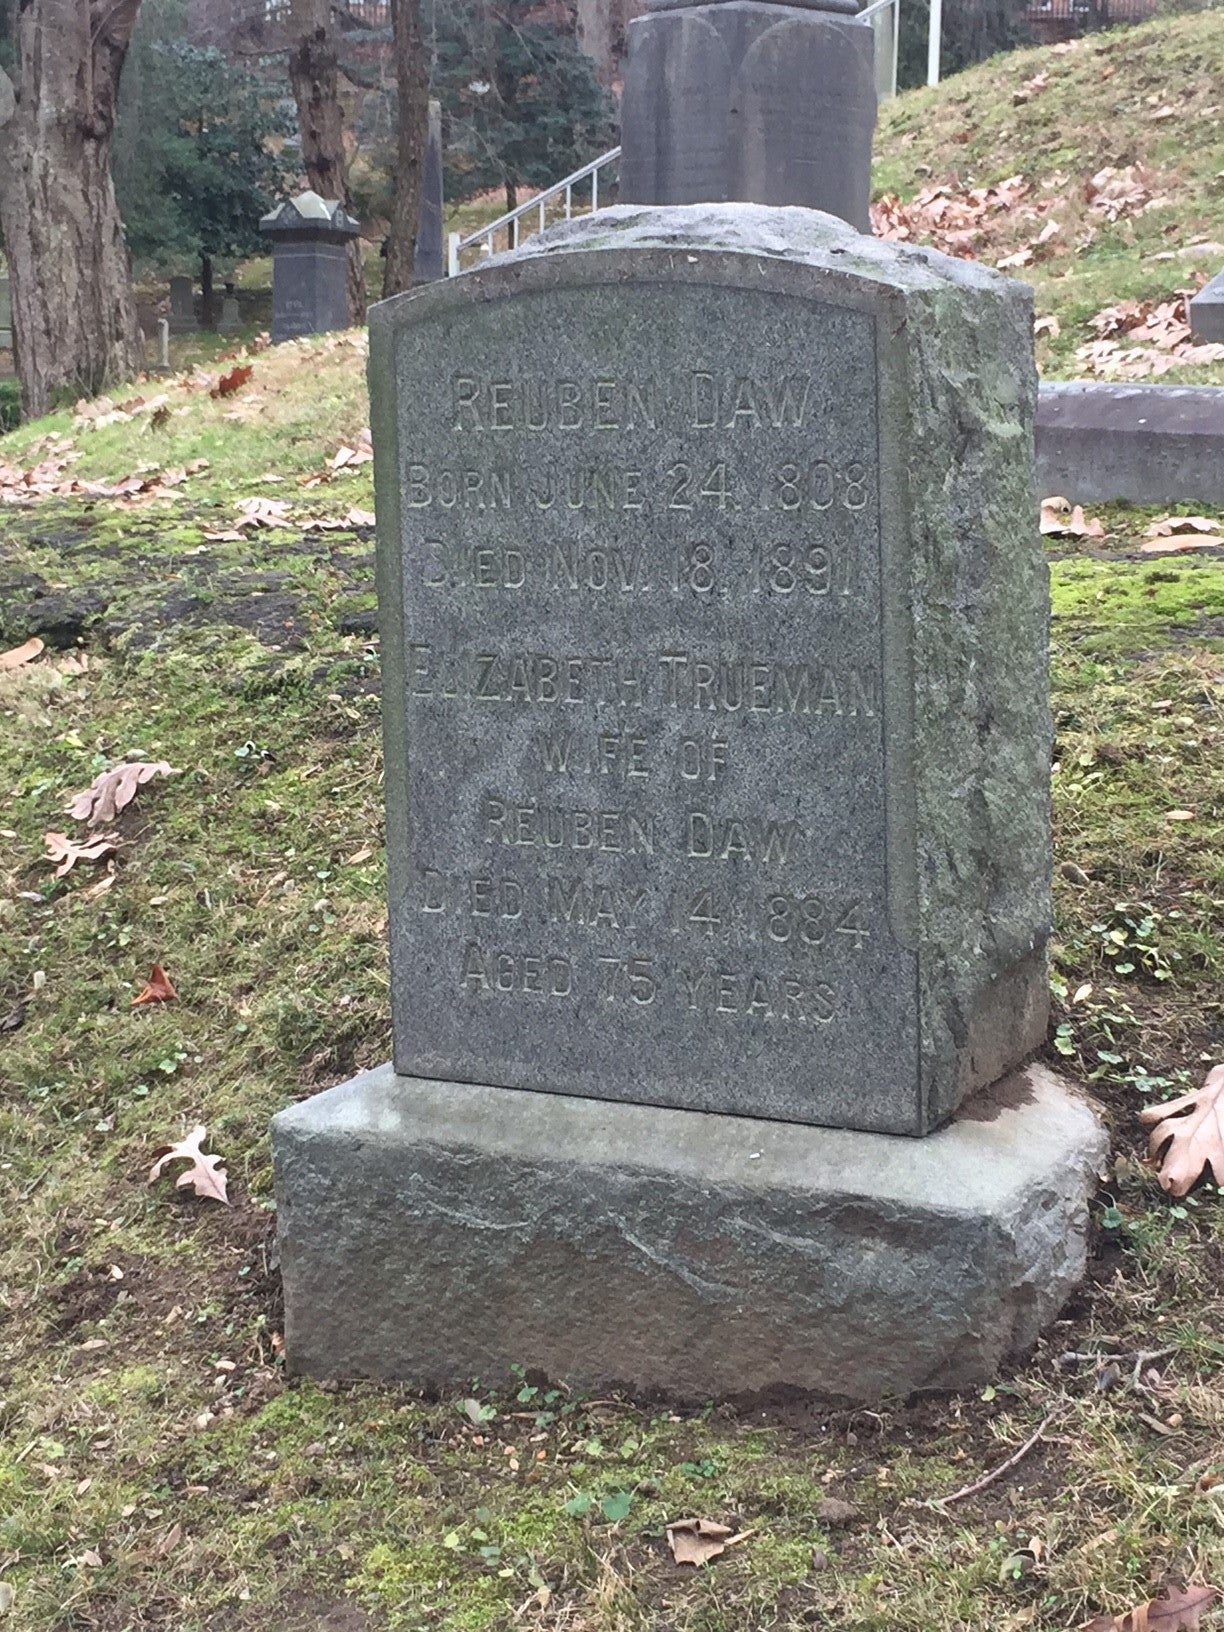 REUBEN DAW
BORN JUNE 24, 1808
DIED NOV. 18, 1891
ELIZABETH TRUEMAN
WIFE OF
REUBEN DAW
DIED MAY 14, 1884
AGED 75 YEARS